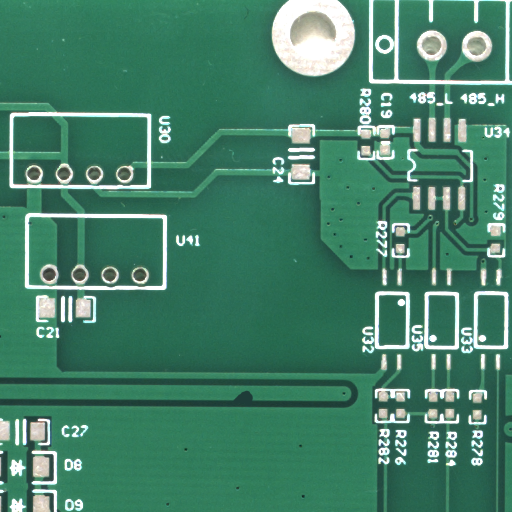 485_L 485_H
R280
C19
U34
U30
C24
R279
R277
U41
C21
U32
U35
U33
C27
R282
R276
R281
R284
R278
D8
D9